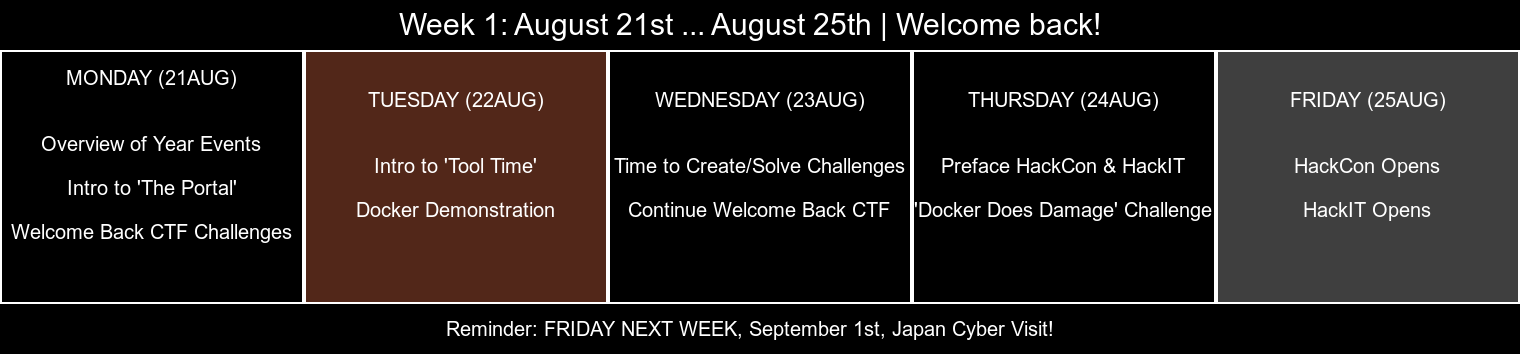 Week 1: August 21st ... August 25th | Welcome back!
MONDAY (21AUG)
Overview of Year Events
Intro to 'The Portal'
Welcome Back CTF Challenges
TUESDAY (22AUG)
Intro to 'Tool Time'
Docker Demonstration
WEDNESDAY (23AUG)
Time to Create/Solve Challenges
Continue Welcome Back CTF
THURSDAY (24AUG)
Preface HackCon & HackIT
'Docker Does Damage' Challenge
FRIDAY (25AUG)
HackCon Opens
HackIT Opens
Reminder: FRIDAY NEXT WEEK, September 1st, Japan Cyber Visit!